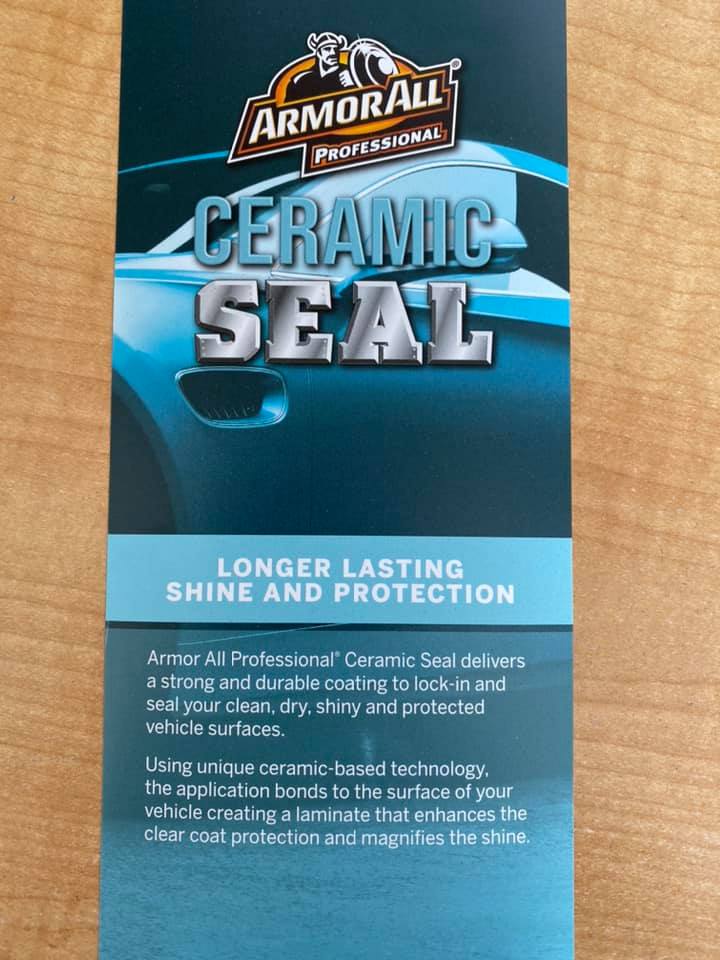 ARMOR ALL®
PROFESSIONAL
CERAMIC
SEAL
LONGER LASTING
SHINE AND PROTECTION
Armor All Professional® Ceramic Seal delivers
a strong and durable coating to lock-in and
seal your clean, dry, shiny and protected
vehicle surfaces.
Using unique ceramic-based technology,
the application bonds to the surface of your
vehicle creating a laminate that enhances the
clear coat protection and magnifies the shine.